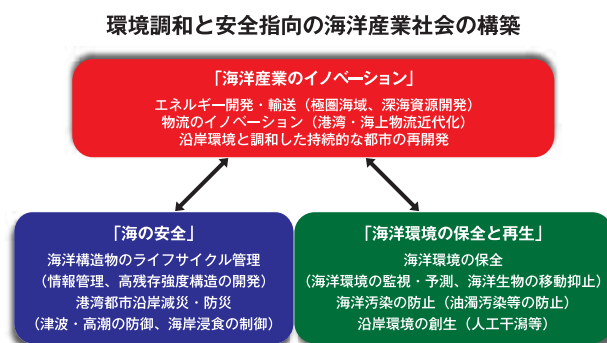 環境調和と安全指向の海洋産業社会の構築
「海洋産業のイノベーション」
エネルギー開発・輸送（極圏海域、深海資源開発）
物流のイノベーション（港湾・海上物流近代化）
沿岸環境と調和した持続的な都市の再開発
「海の安全」
海洋構造物のライフサイクル管理
（情報管理、高残存強度構造の開発）
港湾都市沿岸減災・防災
（津波・高潮の防御、海岸浸食の制御）
「海洋環境の保全と再生」
海洋環境の保全
（海洋環境の監視・予測、海洋生物の移動抑止）
海洋汚染の防止（油濁汚染等の防止）
沿岸環境の創生（人工干潟等）